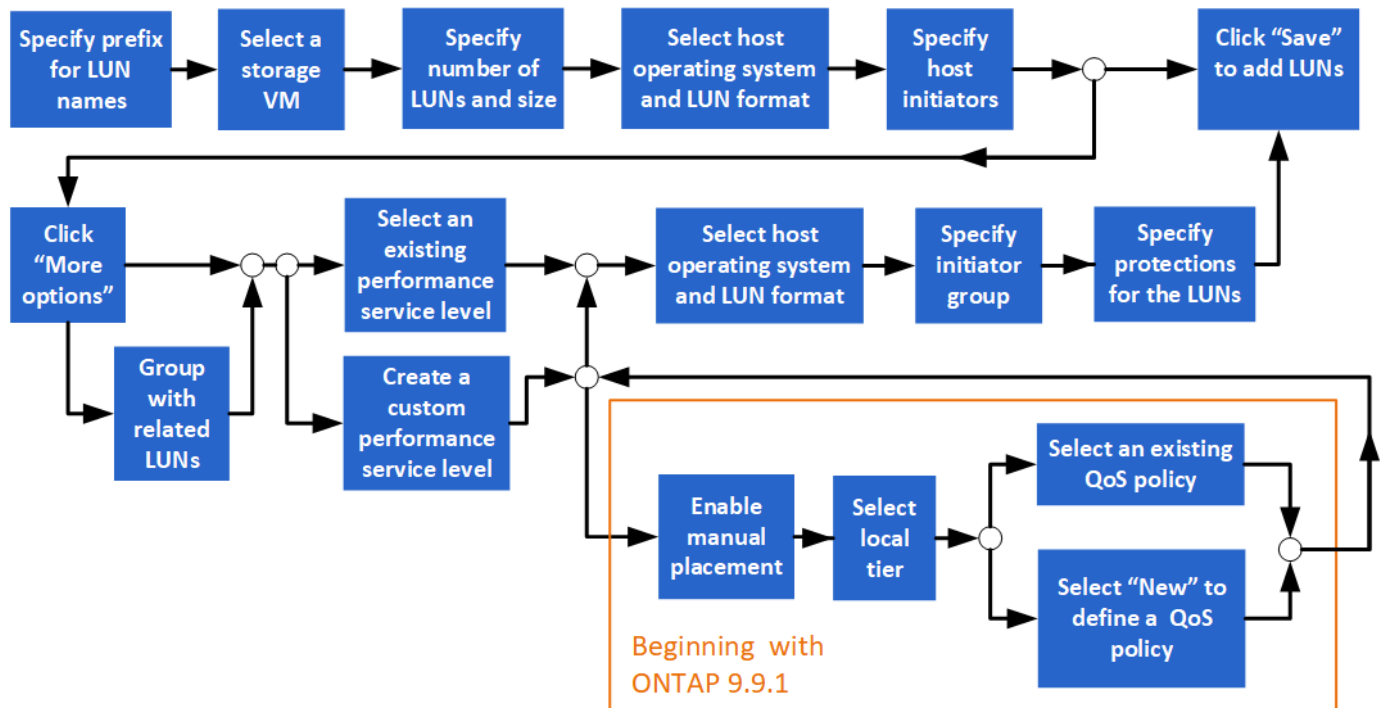 Specify prefix
for LUN
names
Select a
storage
VM
Specify
number of
LUNs and size
Select host
operating system
and LUN format
Specify
host
initiators
Click “Save”
to add LUNs
Click
“More
options”
Group
with
related
LUNs
Select an
existing
performance
service level
Create a
custom
performance
service level
Select host
operating system
and LUN format
Specify
initiator
group
Specify
protections
for the LUNs
Enable
manual
placement
Select
local
tier
Select an existing
QoS policy
Select “New” to
define a QoS
policy
Beginning with
ONTAP 9.9.1